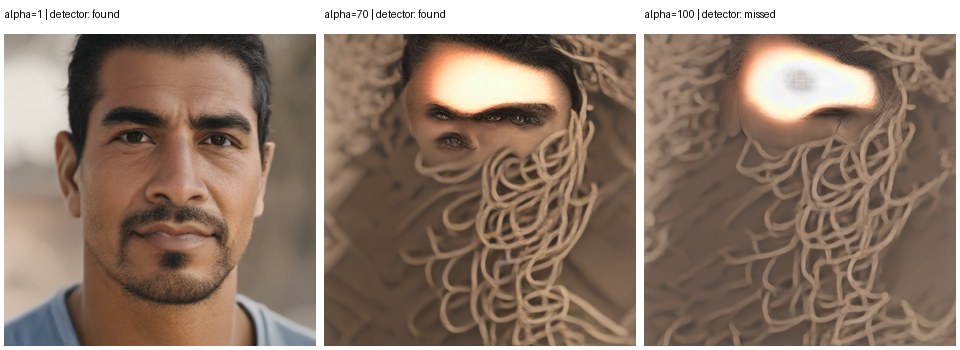 alpha=1 | detector: found
alpha=70 | detector: found
alpha=100 | detector: missed